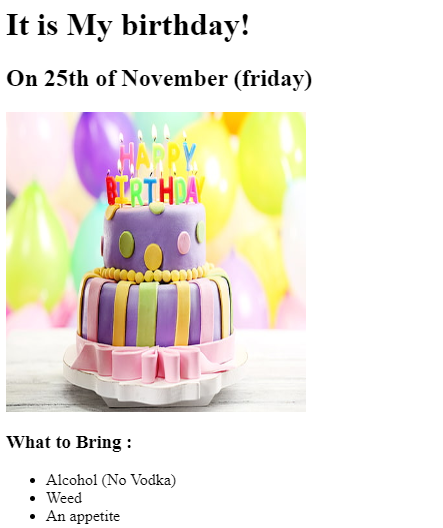 It is My birthday!
On 25th of November (friday)
HAPPY
BIRTHDAY
What to Bring :
Alcohol (No Vodka)
Weed
An appetite